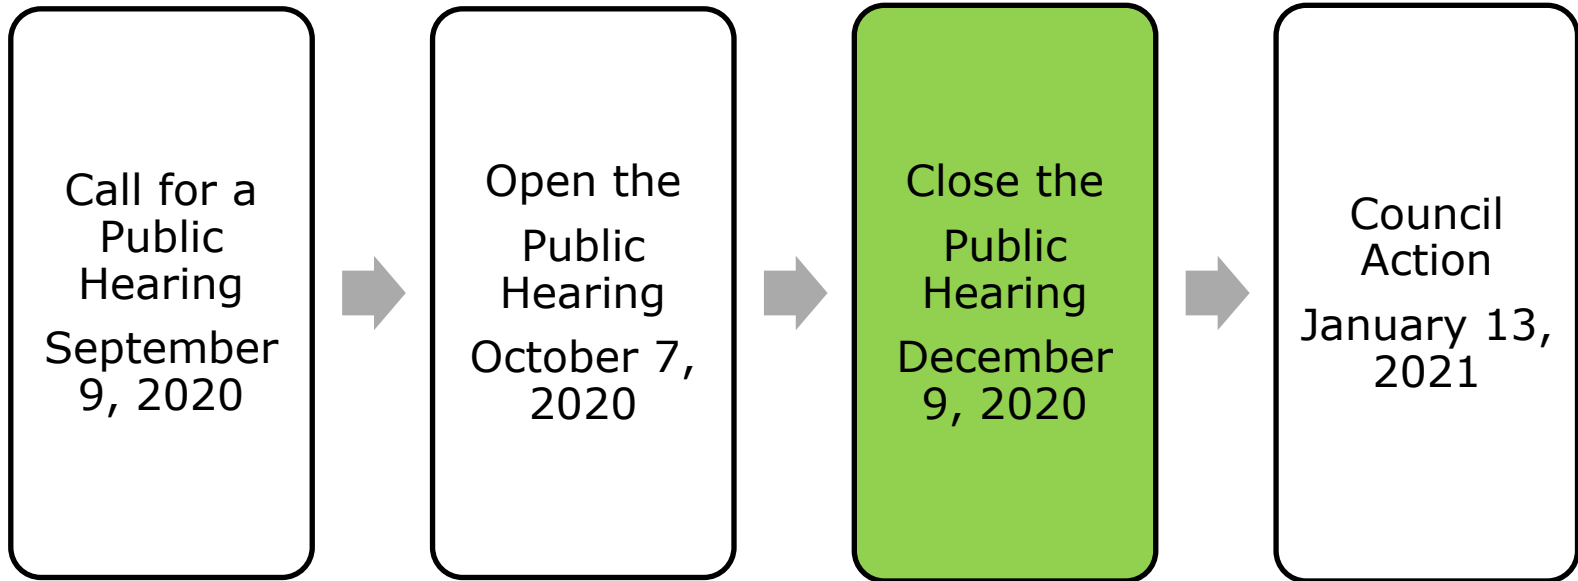 Call for a
Public
Hearing
September
9, 2020
Open the
Public
Hearing
October 7,
2020
Close the
Public
Hearing
December
9, 2020
Council
Action
January 13,
2021